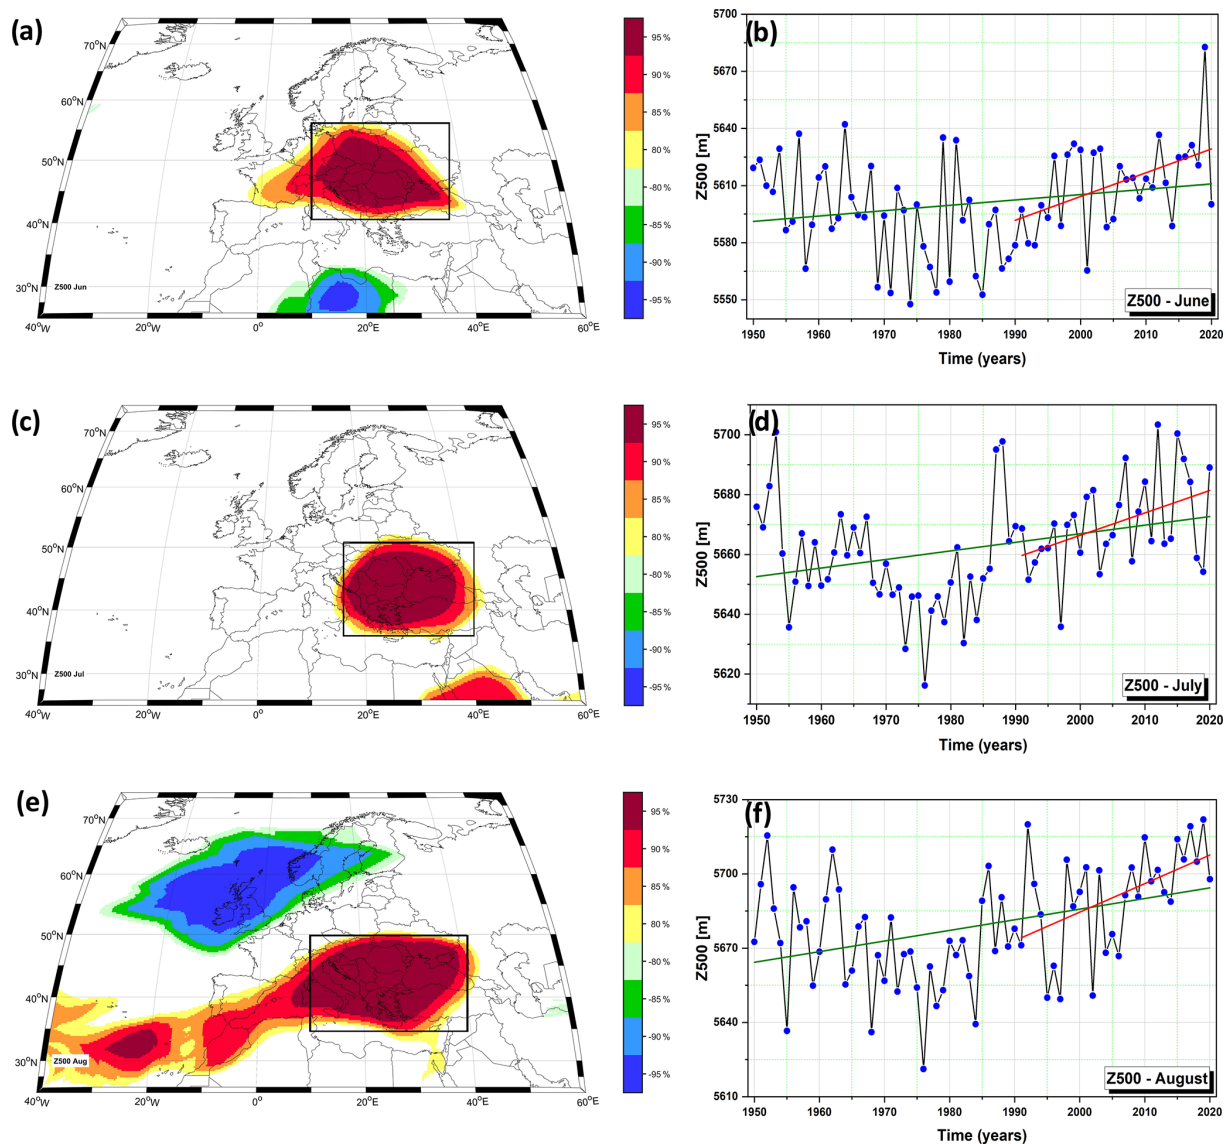 (a)
70°N
60°N
50°N
40°N
30°N
Z500 Jun
40°W
20°W
0°
20°E
40°E
60°E
95 %
90 %
85 %
80 %
-80 %
-85 %
-90 %
-95 %
(b)
5700
5670
5640
5610
5580
5550
Z500 [m]
Z500 - June
1950
1960
1970
1980
1990
2000
2010
2020
Time (years)
(c)
70°N
60°N
50°N
40°N
30°N
Z500 Jul
40°W
20°W
0°
20°E
40°E
60°E
95 %
90 %
85 %
80 %
-80 %
-85 %
-90 %
-95 %
(d)
5700
5680
5660
5640
5620
Z500 [m]
Z500 - July
1950
1960
1970
1980
1990
2000
2010
2020
Time (years)
(e)
70°N
60°N
50°N
40°N
30°N
Z500 Aug
40°W
20°W
0°
20°E
40°E
60°E
95 %
90 %
85 %
80 %
-80 %
-85 %
-90 %
-95 %
(f)
5730
5700
5670
5640
5610
Z500 [m]
Z500 - August
1950
1960
1970
1980
1990
2000
2010
2020
Time (years)